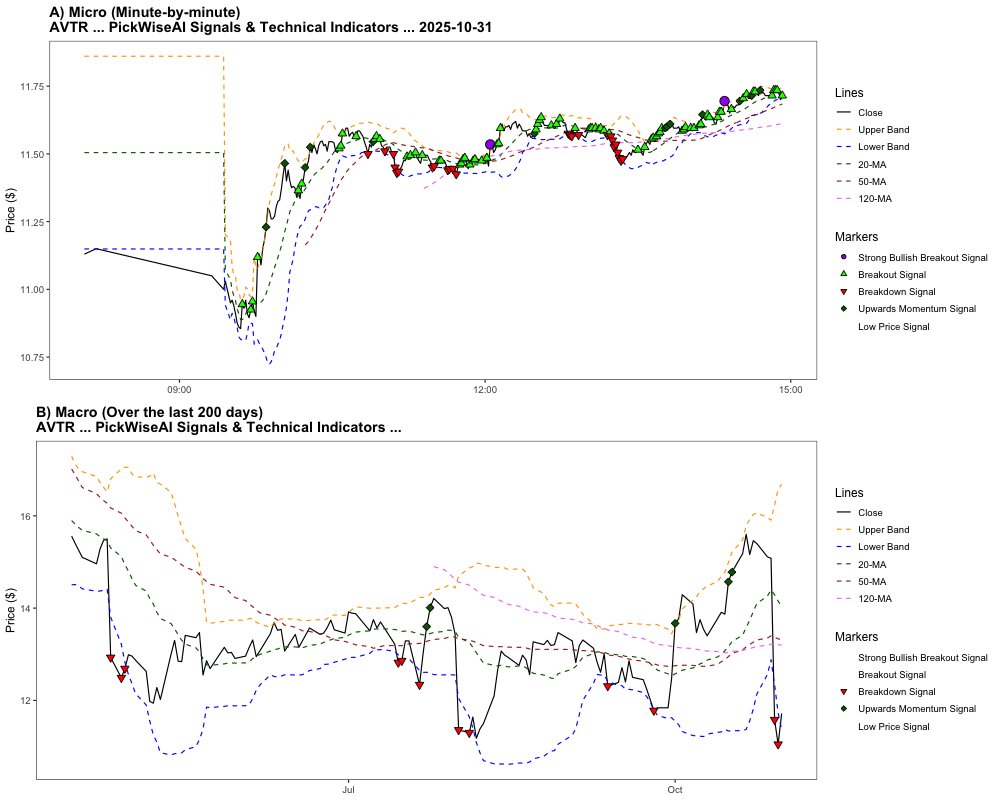 A) Micro (Minute-by-minute)
AVTR ... PickWiseAI Signals & Technical Indicators ... 2025-10-31
Price ($)
11.75
11.50
11.25
11.00
10.75
09:00
12:00
15:00
Lines
Close
Upper Band
Lower Band
20-MA
50-MA
120-MA
Markers
Strong Bullish Breakout Signal
Breakout Signal
Breakdown Signal
Upwards Momentum Signal
Low Price Signal
B) Macro (Over the last 200 days)
AVTR ... PickWiseAI Signals & Technical Indicators ...
Price ($)
16
14
12
Jul
Oct
Lines
Close
Upper Band
Lower Band
20-MA
50-MA
120-MA
Markers
Strong Bullish Breakout Signal
Breakout Signal
Breakdown Signal
Upwards Momentum Signal
Low Price Signal